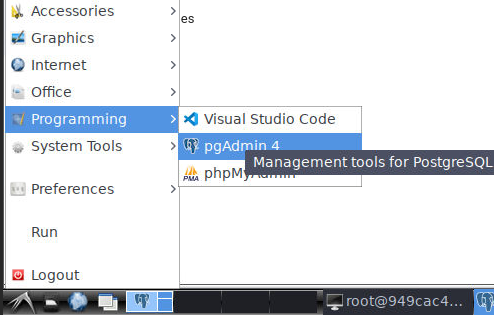 Accessories
es
Graphics
Internet
Office
Programming
Visual Studio Code
System Tools
pgAdmin 4
Management tools for PostgreSQL
phpMyAdmin
PMA
Preferences
Run
Logout
root@949cac4...